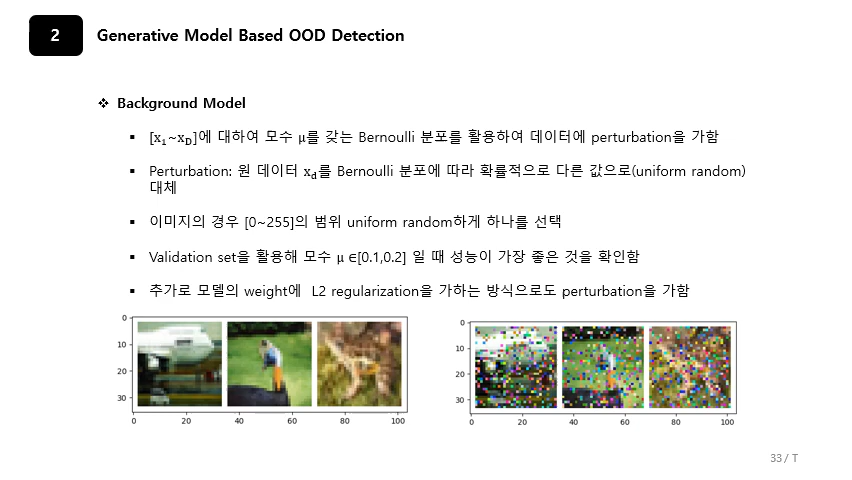 2
Generative Model Based OOD Detection
❖ Background Model
▪ [x₁~x_D]에 대하여 모수 μ를 갖는 Bernoulli 분포를 활용하여 데이터에 perturbation을 가함
▪ Perturbation: 원 데이터 x_d를 Bernoulli 분포에 따라 확률적으로 다른 값으로(uniform random)
대체
▪ 이미지의 경우 [0~255]의 범위 uniform random하게 하나를 선택
▪ Validation set을 활용해 모수 μ ∈[0.1,0.2] 일 때 성능이 가장 좋은 것을 확인함
▪ 추가로 모델의 weight에 L2 regularization을 가하는 방식으로도 perturbation을 가함
0
10
20
30
0 20 40 60 80 100
0
10
20
30
0 20 40 60 80 100
33 / T